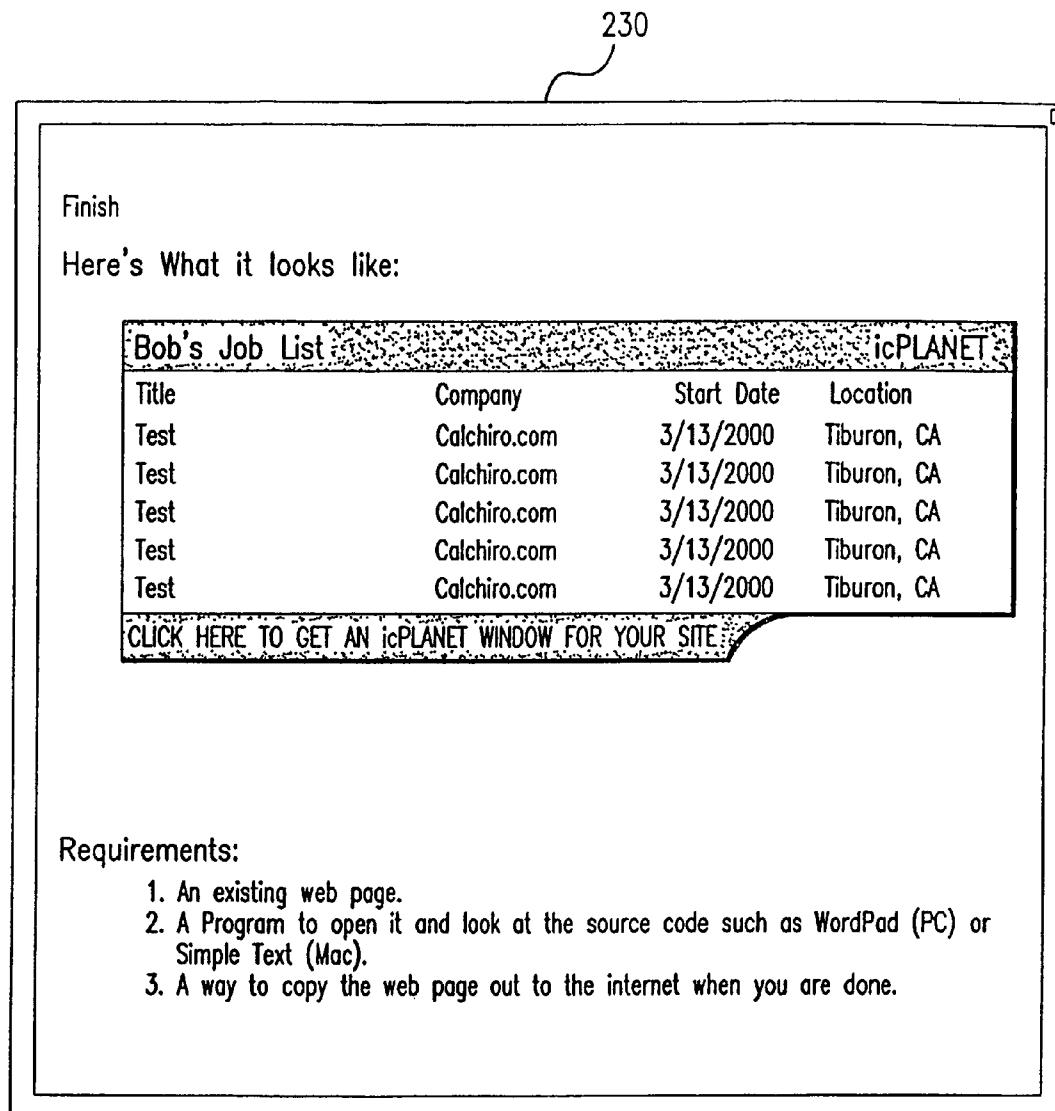 230
Finish
Here's What it looks like:
Bob's Job List icPLANET
Title Company Start Date Location
Test Calchiro.com 3/13/2000 Tiburon, CA
Test Calchiro.com 3/13/2000 Tiburon, CA
Test Calchiro.com 3/13/2000 Tiburon, CA
Test Calchiro.com 3/13/2000 Tiburon, CA
Test Calchiro.com 3/13/2000 Tiburon, CA
CLICK HERE TO GET AN icPLANET WINDOW FOR YOUR SITE
Requirements:
1. An existing web page.
2. A Program to open it and look at the source code such as WordPad (PC) or
Simple Text (Mac).
3. A way to copy the web page out to the internet when you are done.